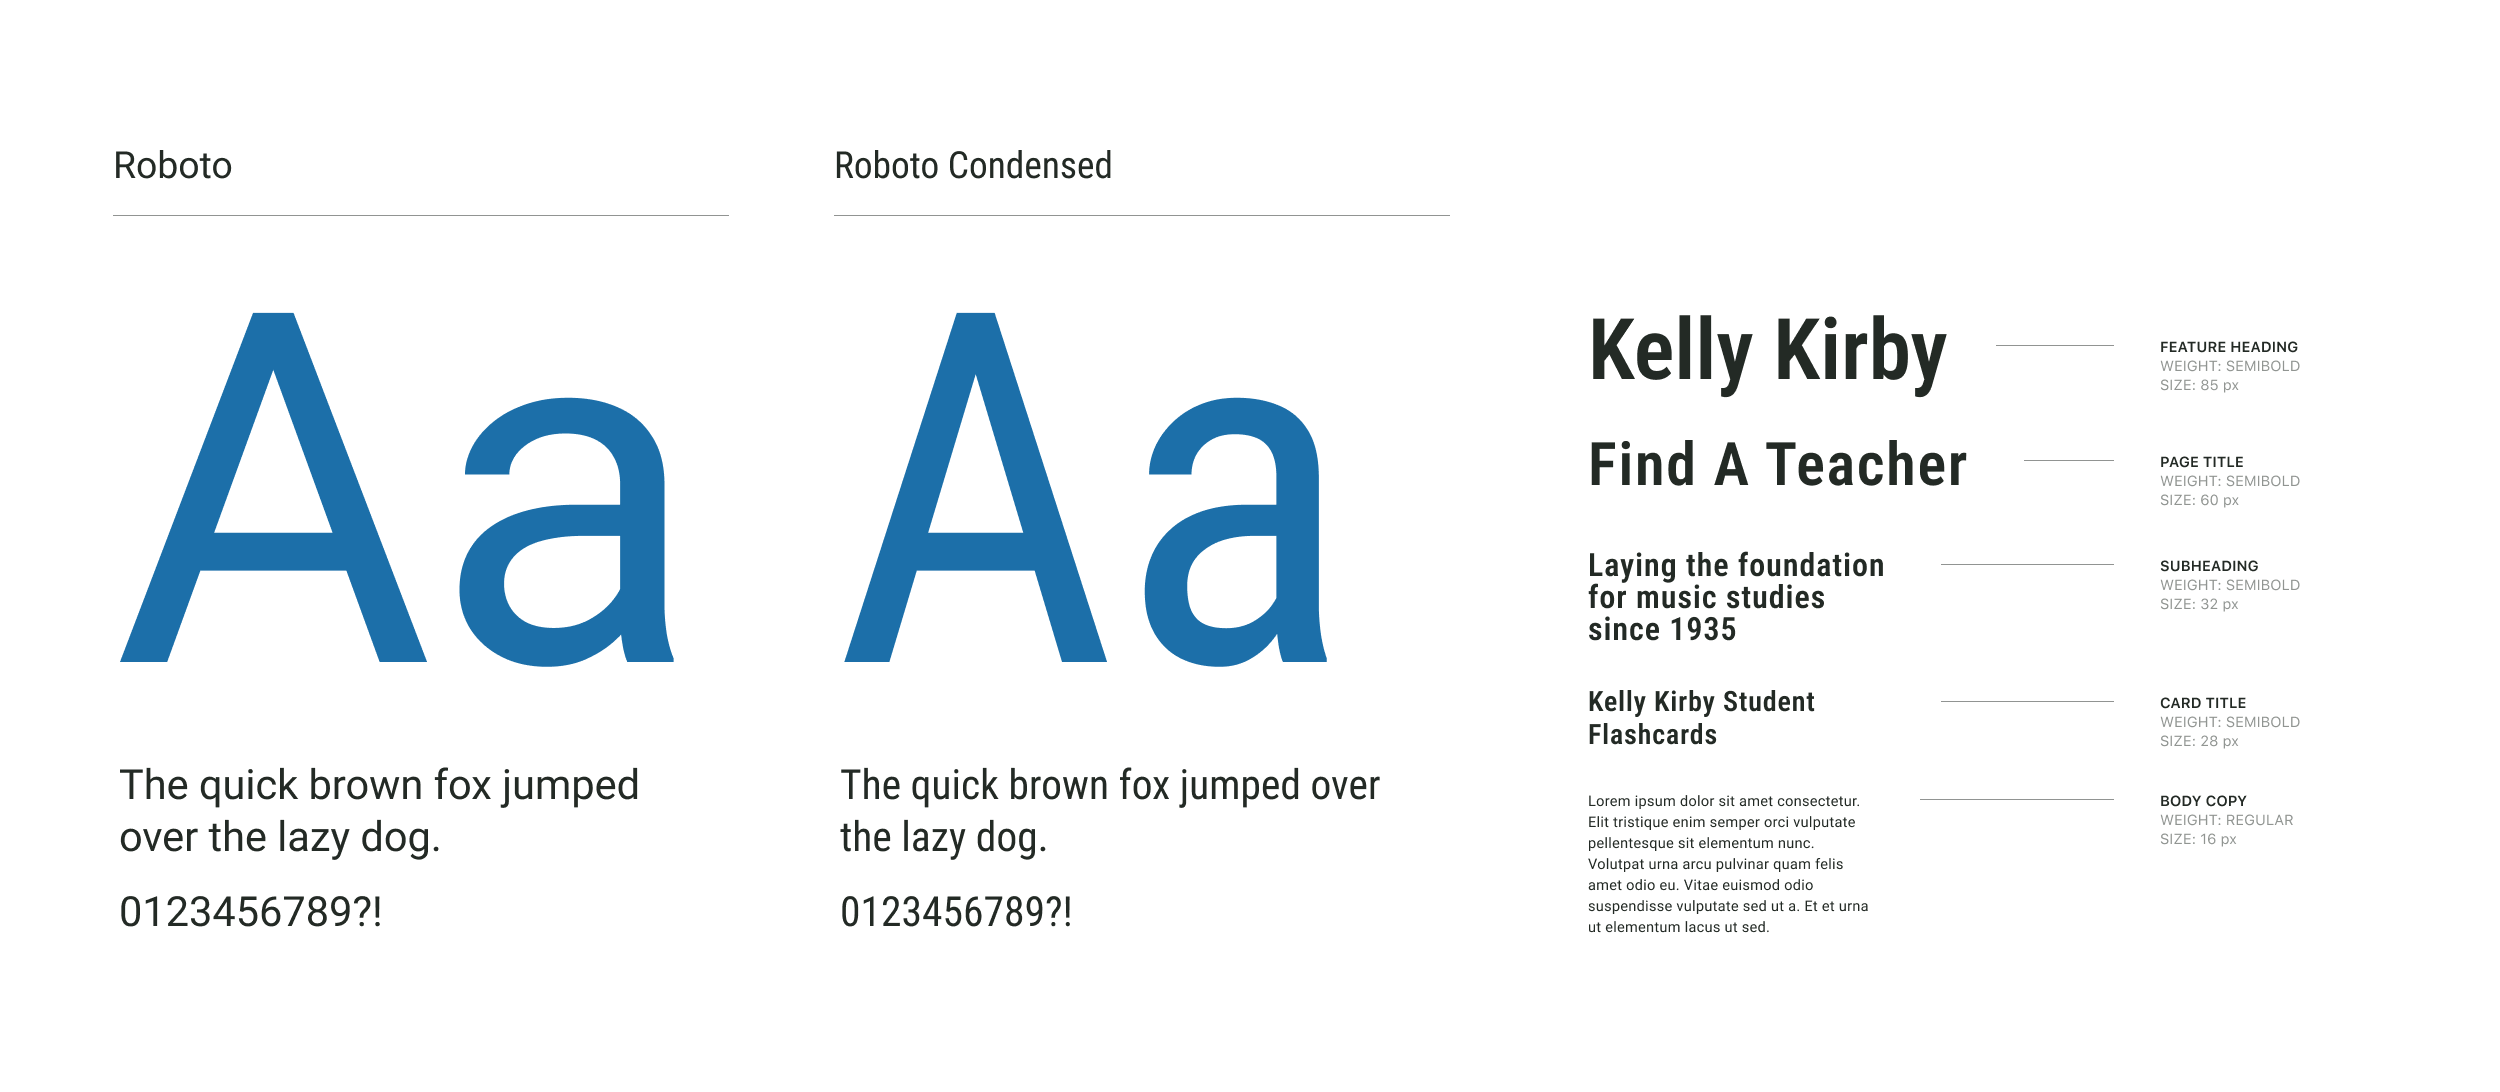 Roboto
Aa
The quick brown fox jumped
over the lazy dog.
0123456789?!
Roboto Condensed
Aa
The quick brown fox jumped over
the lazy dog.
0123456789?!
Kelly Kirby
FEATURE HEADING
WEIGHT: SEMIBOLD
SIZE: 85 px
Find A Teacher
PAGE TITLE
WEIGHT: SEMIBOLD
SIZE: 60 px
Laying the foundation
for music studies
since 1935
SUBHEADING
WEIGHT: SEMIBOLD
SIZE: 32 px
Kelly Kirby Student
Flashcards
CARD TITLE
WEIGHT: SEMIBOLD
SIZE: 28 px
Lorem ipsum dolor sit amet consectetur.
Elit tristique enim semper orci vulputate
pellentesque sit elementum nunc.
Volutpat urna arcu pulvinar quam felis
amet odio eu. Vitae euismod odio
suspendisse vulputate sed ut a. Et et urna
ut elementum lacus ut sed.
BODY COPY
WEIGHT: REGULAR
SIZE: 16 px